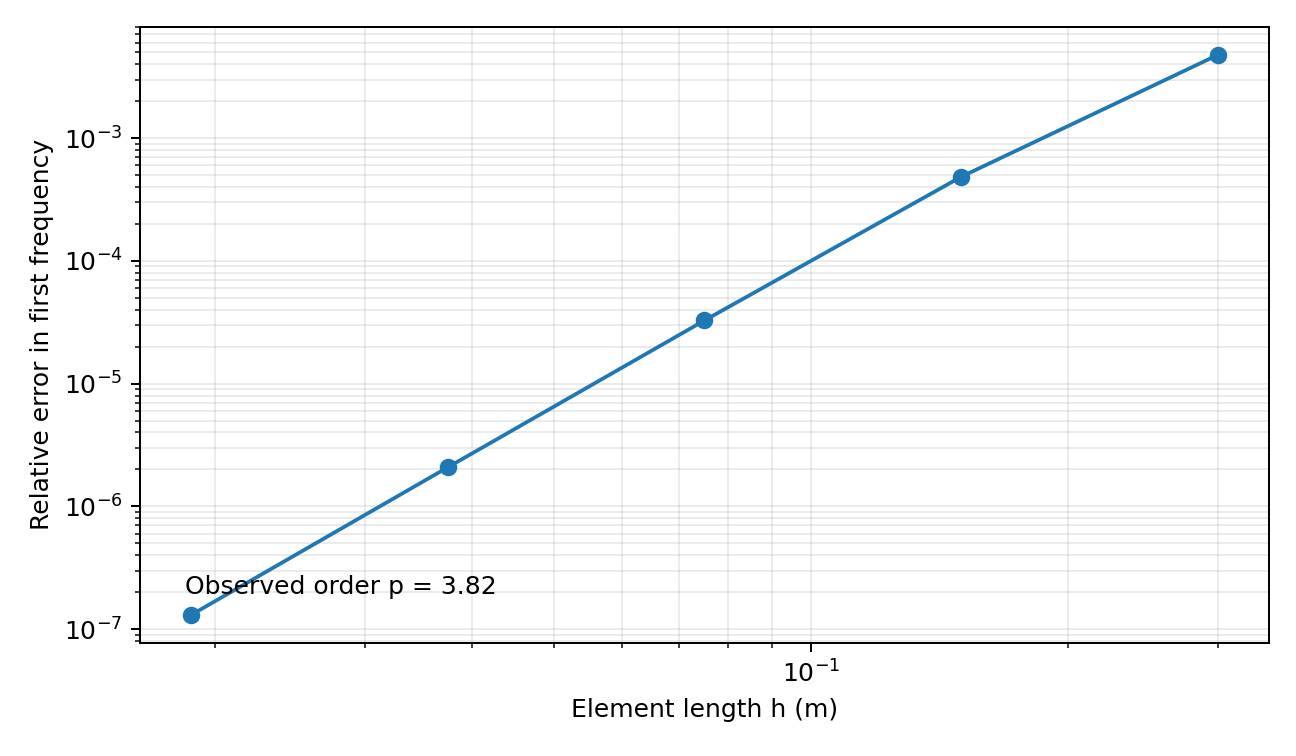 Relative error in first frequency
10⁻³
10⁻⁴
10⁻⁵
10⁻⁶
10⁻⁷
Observed order p = 3.82
10⁻¹
Element length h (m)